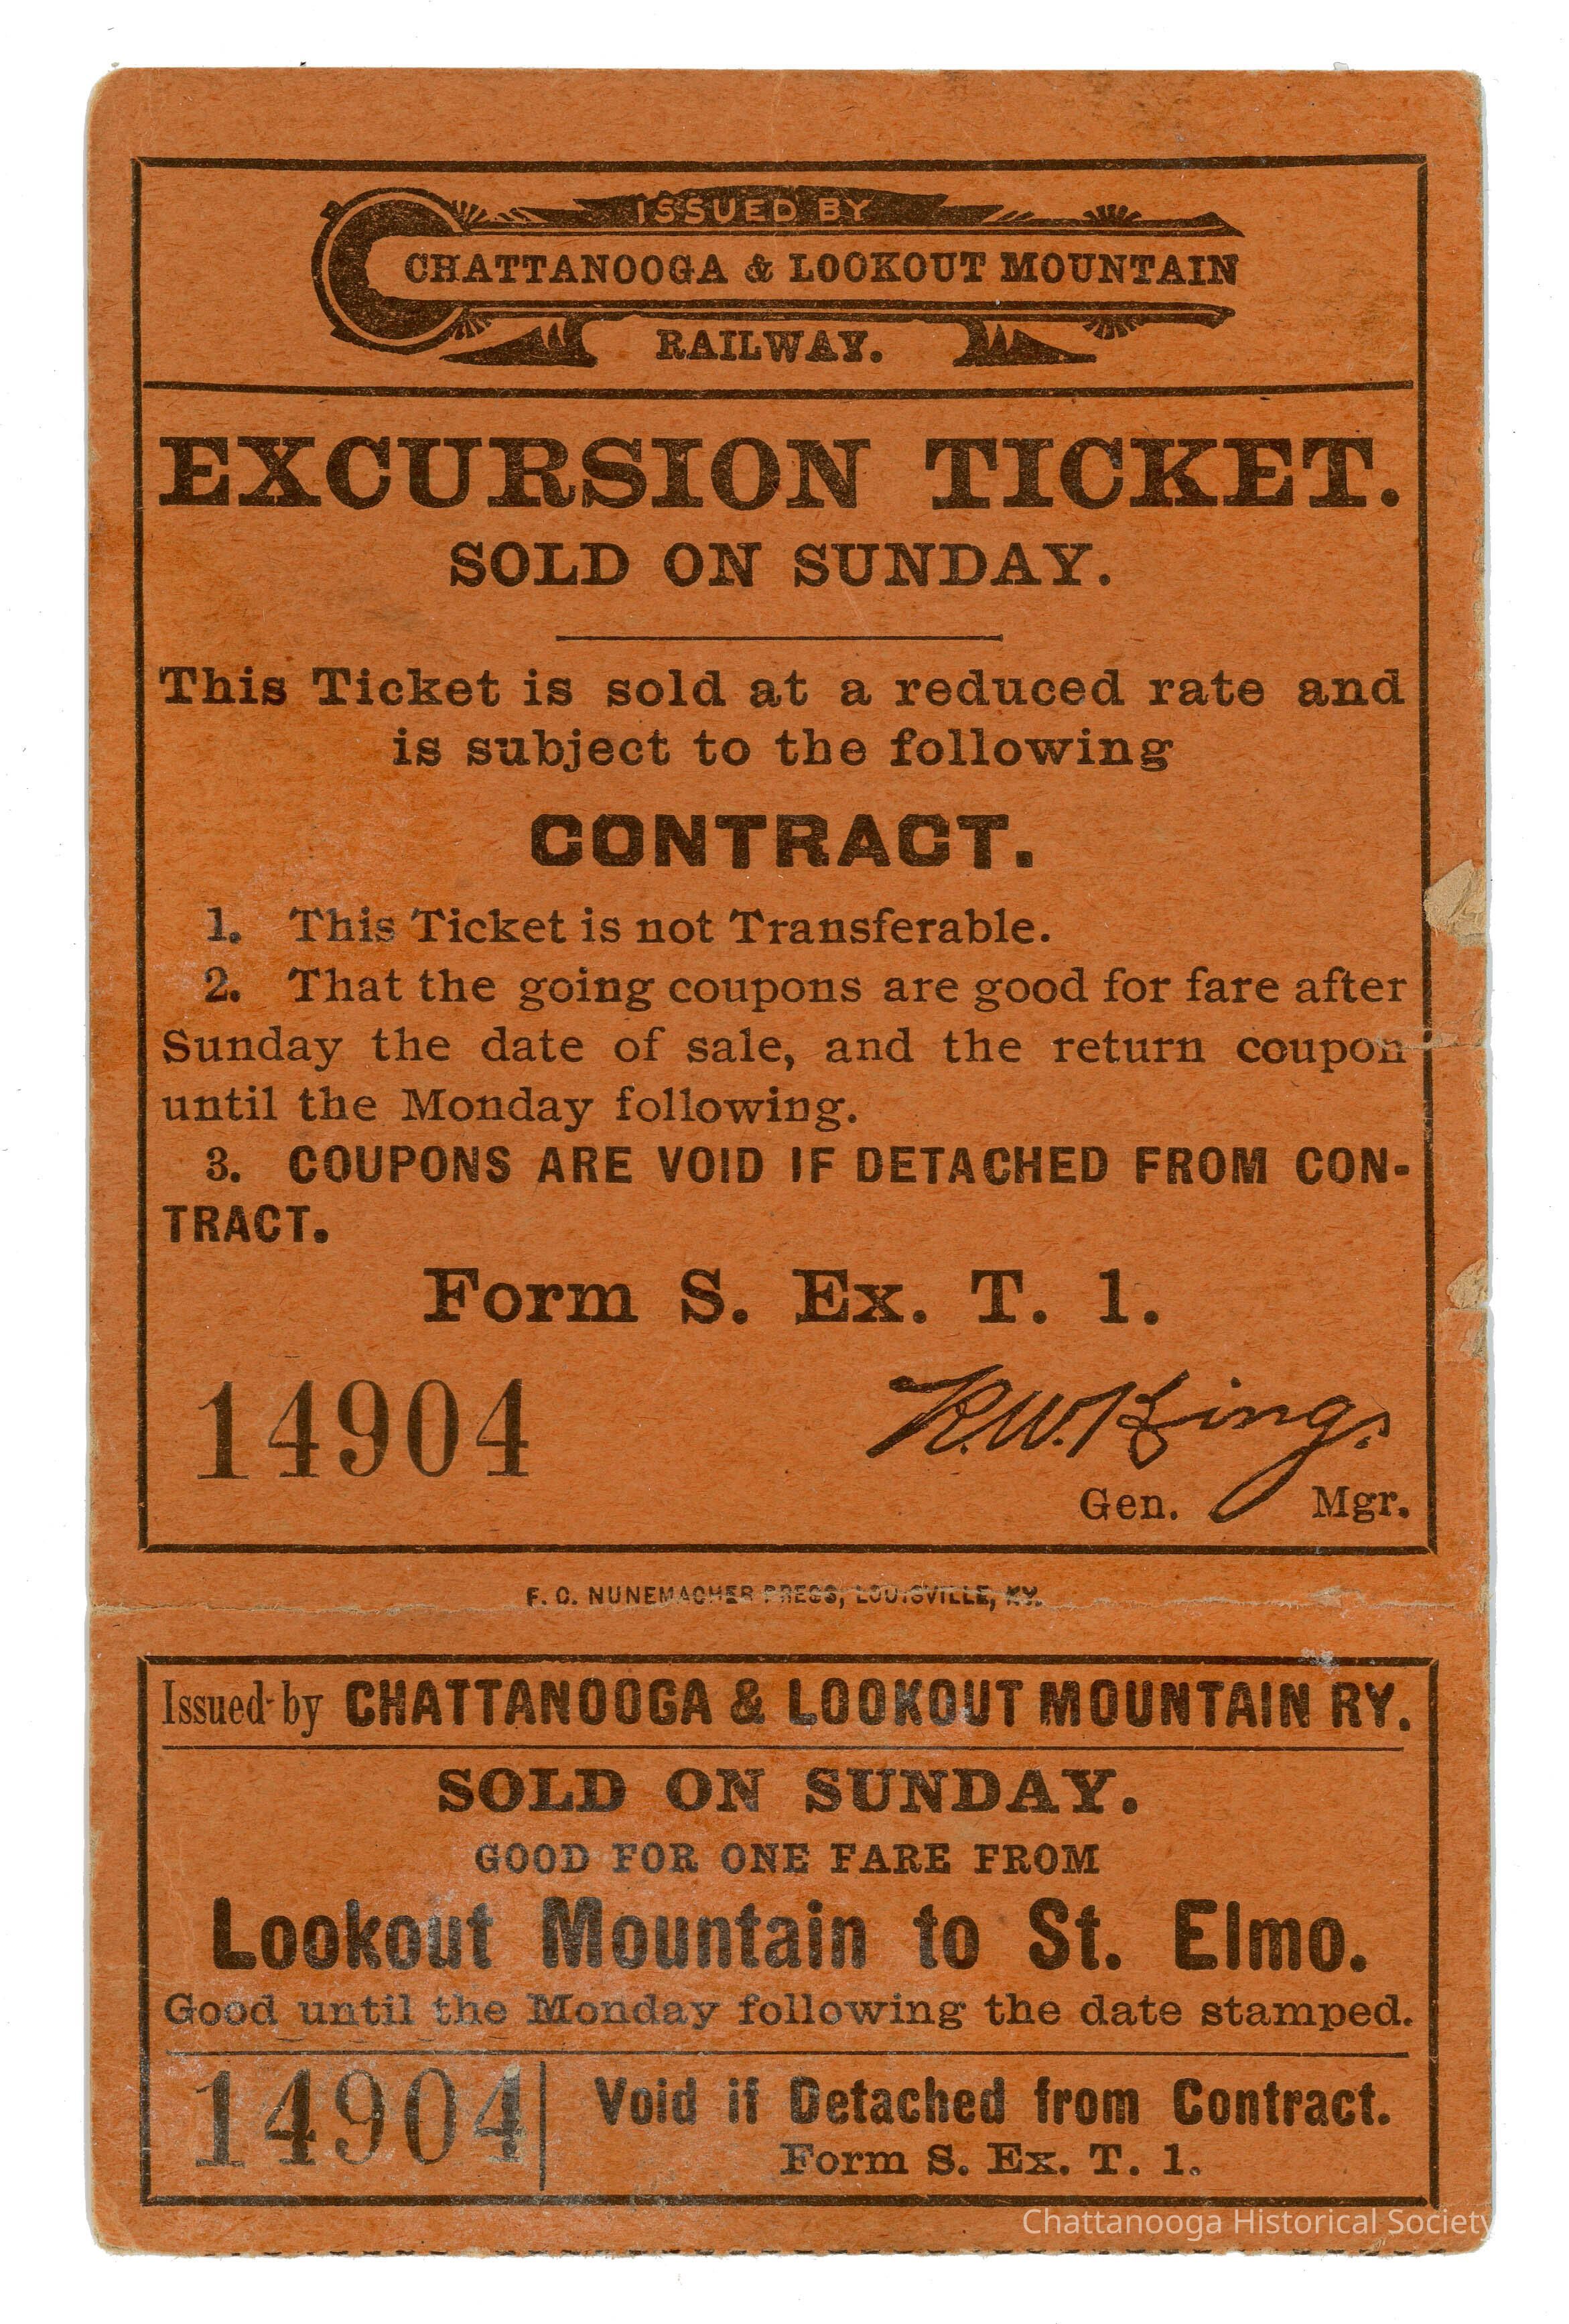 ISSUED BY
CHATTANOOGA & LOOKOUT MOUNTAIN
RAILWAY.
EXCURSION TICKET.
SOLD ON SUNDAY.
This Ticket is sold at a reduced rate and
is subject to the following
CONTRACT.
1. This Ticket is not Transferable.
2. That the going coupons are good for fare after
Sunday the date of sale, and the return coupon
until the Monday following.
3. COUPONS ARE VOID IF DETACHED FROM CON-
TRACT.
Form S. Ex. T. 1.
14904
R.W. King.
Gen. Mgr.
F. C. NUNEMACHER PRESS, LOUISVILLE, KY.
Issued by CHATTANOOGA & LOOKOUT MOUNTAIN RY.
SOLD ON SUNDAY.
GOOD FOR ONE FARE FROM
Lookout Mountain to St. Elmo.
Good until the Monday following the date stamped.
14904 Void if Detached from Contract.
Form S. Ex. T. 1.
Chattanooga Historical Society